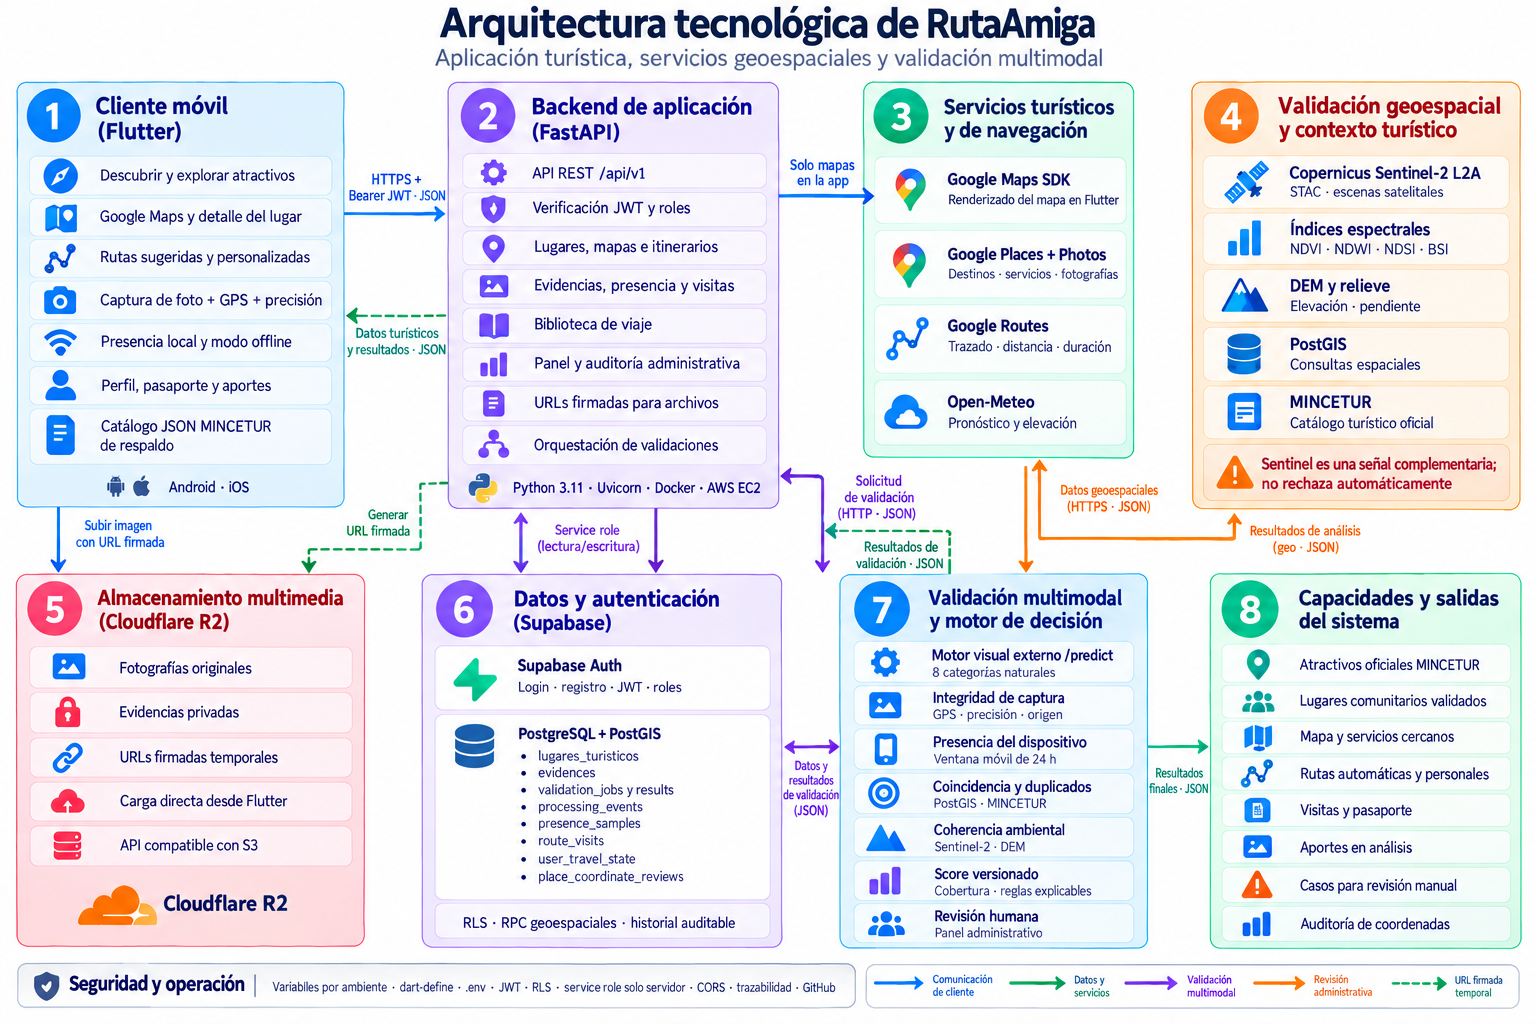 Arquitectura tecnológica de RutaAmiga
Aplicación turística, servicios geoespaciales y validación multimodal
1
Cliente móvil
(Flutter)
Descubrir y explorar atractivos
Google Maps y detalle del lugar
Rutas sugeridas y personalizadas
Captura de foto + GPS + precisión
Presencia local y modo offline
Perfil, pasaporte y aportes
Catálogo JSON MINCETUR
de respaldo
Android · iOS
HTTPS +
Bearer JWT · JSON
Datos turísticos
y resultados · JSON
2
Backend de aplicación
(FastAPI)
API REST /api/v1
Verificación JWT y roles
Lugares, mapas e itinerarios
Evidencias, presencia y visitas
Biblioteca de viaje
Panel y auditoría administrativa
URLs firmadas para archivos
Orquestación de validaciones
Python 3.11 · Uvicorn · Docker · AWS EC2
Solo mapas
en la app
3
Servicios turísticos
y de navegación
Google Maps SDK
Renderizado del mapa en Flutter
Google Places + Photos
Destinos · servicios · fotografías
Google Routes
Trazado · distancia · duración
Open-Meteo
Pronóstico y elevación
4
Validación geoespacial
y contexto turístico
Copernicus Sentinel-2 L2A
STAC · escenas satelitales
Índices espectrales
NDVI · NDWI · NDSI · BSI
DEM y relieve
Elevación · pendiente
PostGIS
Consultas espaciales
MINCETUR
Catálogo turístico oficial
Sentinel es una señal complementaria;
no rechaza automáticamente
Subir imagen
con URL firmada
Generar
URL firmada
Service role
(lectura/escritura)
Solicitud
de validación
(HTTP · JSON)
Resultados de
validación · JSON
Datos geoespaciales
(HTTPS · JSON)
Resultados de análisis
(geo · JSON)
5
Almacenamiento multimedia
(Cloudflare R2)
Fotografías originales
Evidencias privadas
URLs firmadas temporales
Carga directa desde Flutter
API compatible con S3
Cloudflare R2
6
Datos y autenticación
(Supabase)
Supabase Auth
Login · registro · JWT · roles
PostgreSQL + PostGIS
• lugares_turisticos
• evidences
• validation_jobs y results
• processing_events
• presence_samples
• route_visits
• user_travel_state
• place_coordinate_reviews
RLS · RPC geoespaciales · historial auditable
Datos y
resultados
de validación
(JSON)
7
Validación multimodal
y motor de decisión
Motor visual externo /predict
8 categorías naturales
Integridad de captura
GPS · precisión · origen
Presencia del dispositivo
Ventana móvil de 24 h
Coincidencia y duplicados
PostGIS · MINCETUR
Coherencia ambiental
Sentinel-2 · DEM
Score versionado
Cobertura · reglas explicables
Revisión humana
Panel administrativo
Resultados
finales · JSON
8
Capacidades y salidas
del sistema
Atractivos oficiales MINCETUR
Lugares comunitarios validados
Mapa y servicios cercanos
Rutas automáticas y personales
Visitas y pasaporte
Aportes en análisis
Casos para revisión manual
Auditoría de coordenadas
Seguridad y operación
Variables por ambiente · dart-define · .env · JWT · RLS · service role solo servidor · CORS · trazabilidad · GitHub
Comunicación
de cliente
Datos y
servicios
Validación
multimodal
Revisión
administrativa
URL firmada
temporal